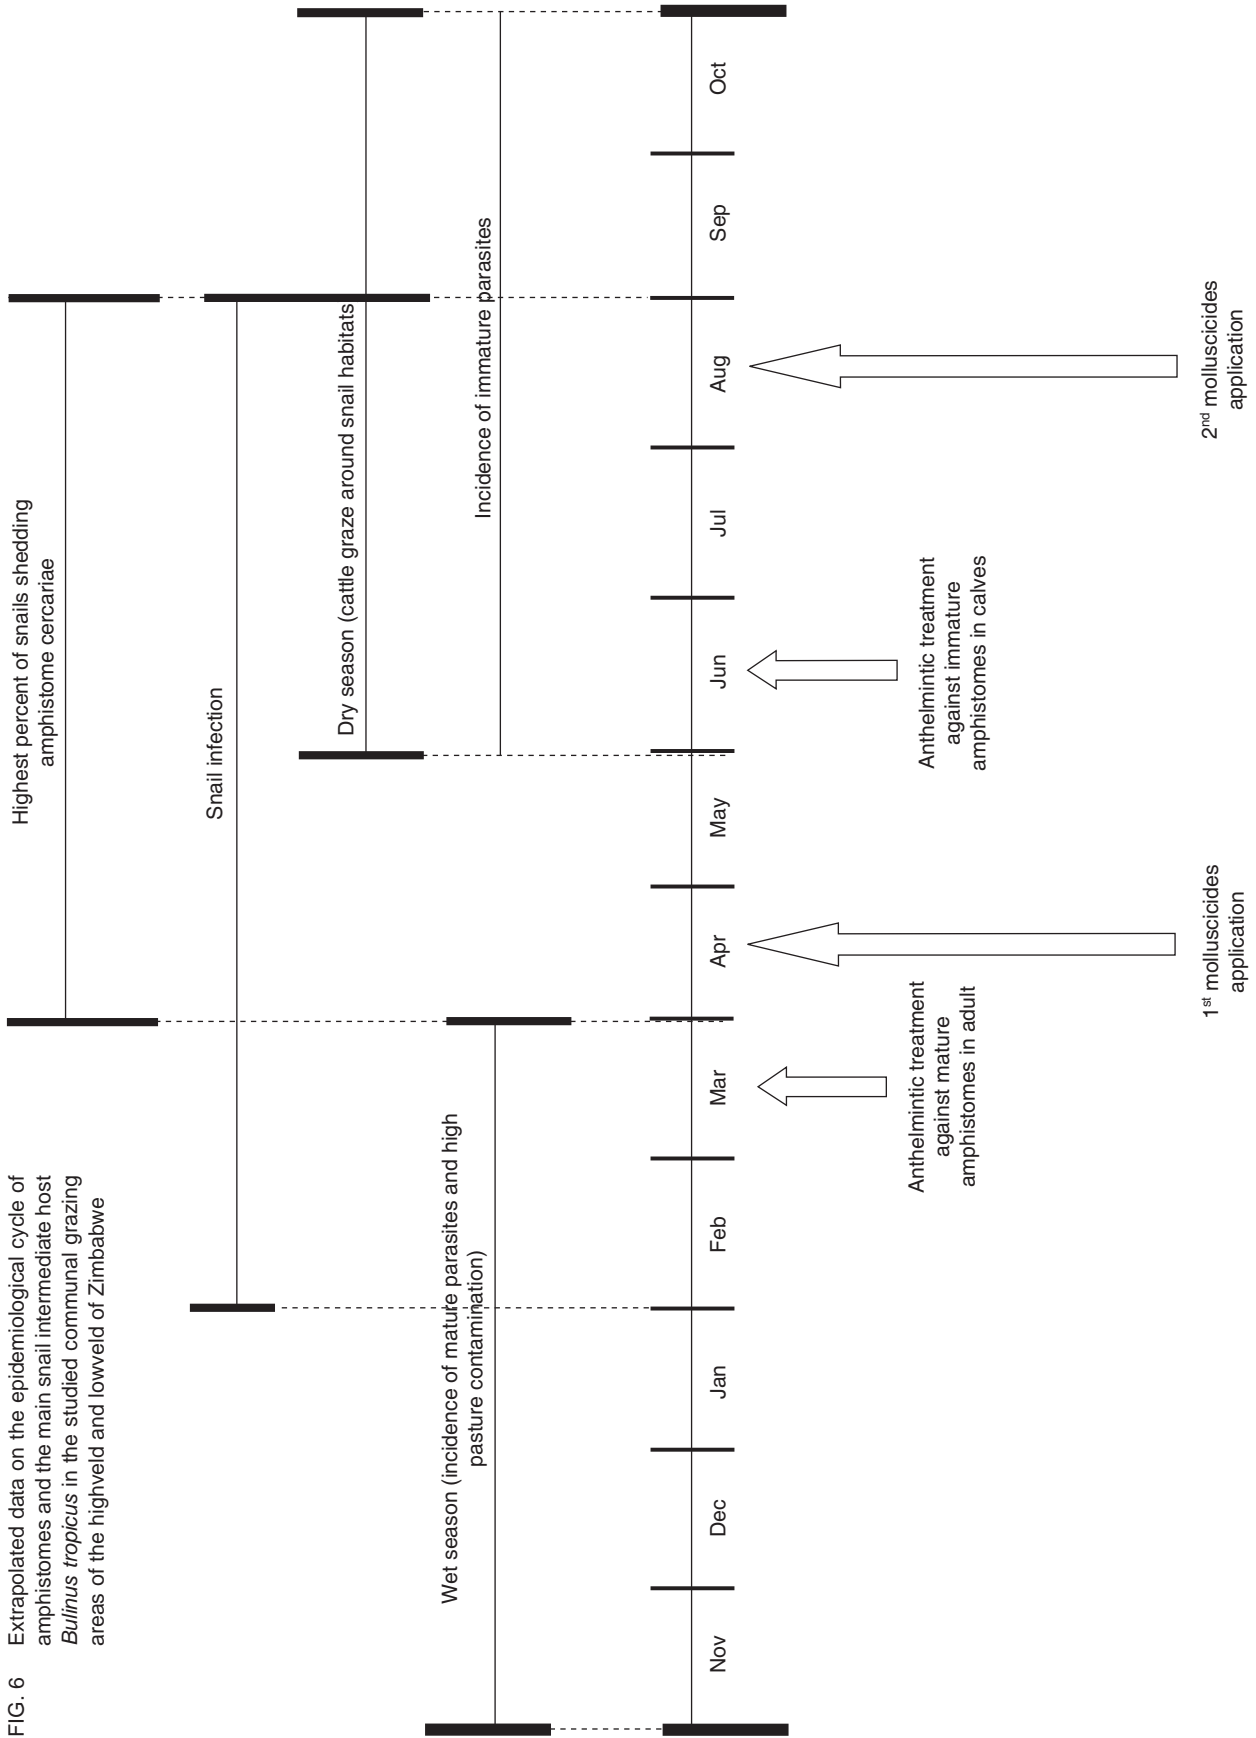 FIG. 6 Extrapolated data on the epidemiological cycle of
amphistomes and the main snail intermediate host
Bulinus tropicus in the studied communal grazing
areas of the highveld and lowveld of Zimbabwe
Highest percent of snails shedding
amphistome cercariae
Snail infection
Dry season (cattle graze around snail habitats
Wet season (incidence of mature parasites and high
pasture contamination)
Incidence of immature parasites
Nov
Dec
Jan
Feb
Mar
Apr
May
Jun
Jul
Aug
Sep
Oct
Anthelmintic treatment
against mature
amphistomes in adult
Anthelmintic treatment
against immature
amphistomes in calves
1st molluscicides
application
2nd molluscicides
application